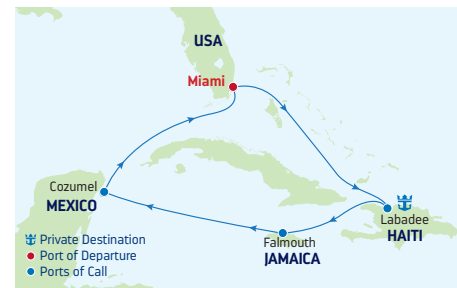 USA
Miami
Cozumel
MEXICO
Labadee
HAITI
Falmouth
JAMAICA
Private Destination
Port of Departure
Ports of Call